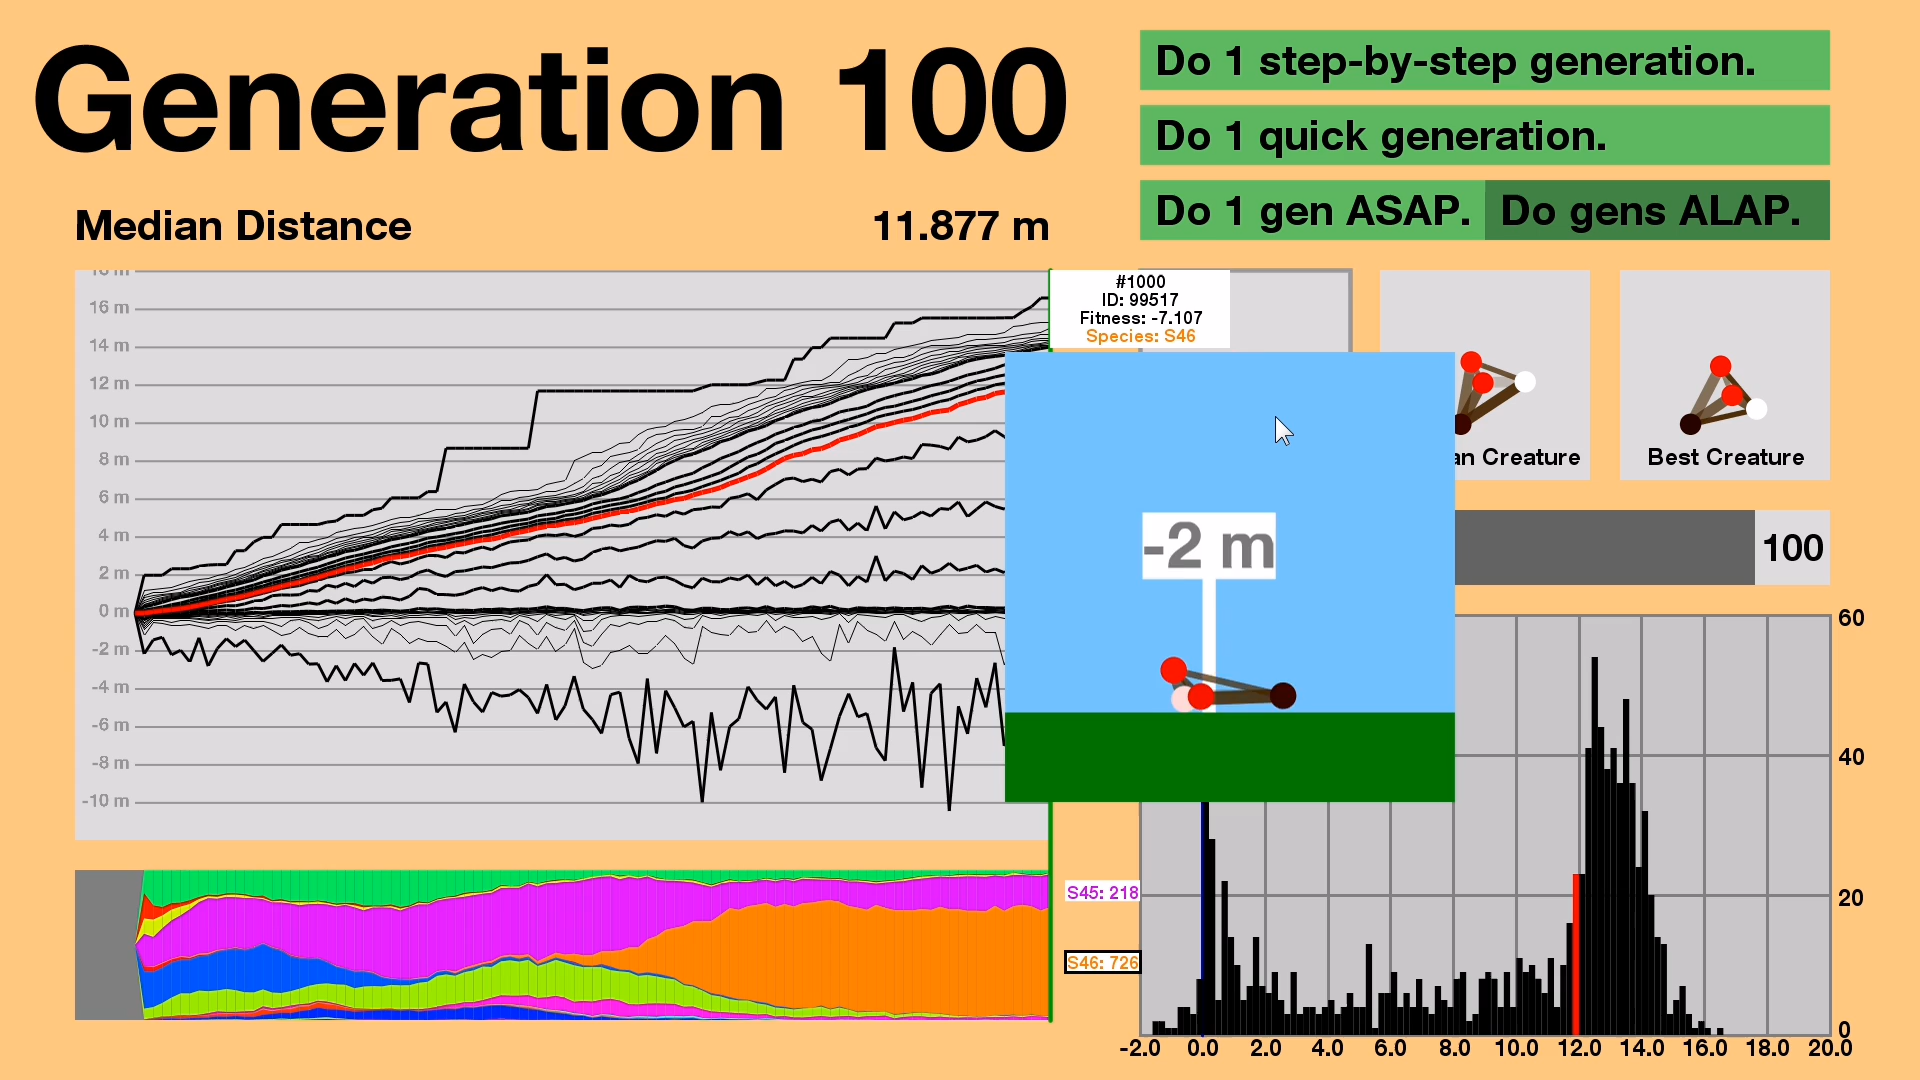 Generation 100
Do 1 step-by-step generation.
Do 1 quick generation.
Do 1 gen ASAP.
Do gens ALAP.
Median Distance
11.877 m
16 m
14 m
12 m
10 m
8 m
6 m
4 m
2 m
0 m
-2 m
-4 m
-6 m
-8 m
-10 m
#1000
ID: 99517
Fitness: -7.107
Species: S46
-2 m
an Creature
Best Creature
100
S45: 218
S46: 726
60
40
20
0
-2.0 0.0 2.0 4.0 6.0 8.0 10.0 12.0 14.0 16.0 18.0 20.0